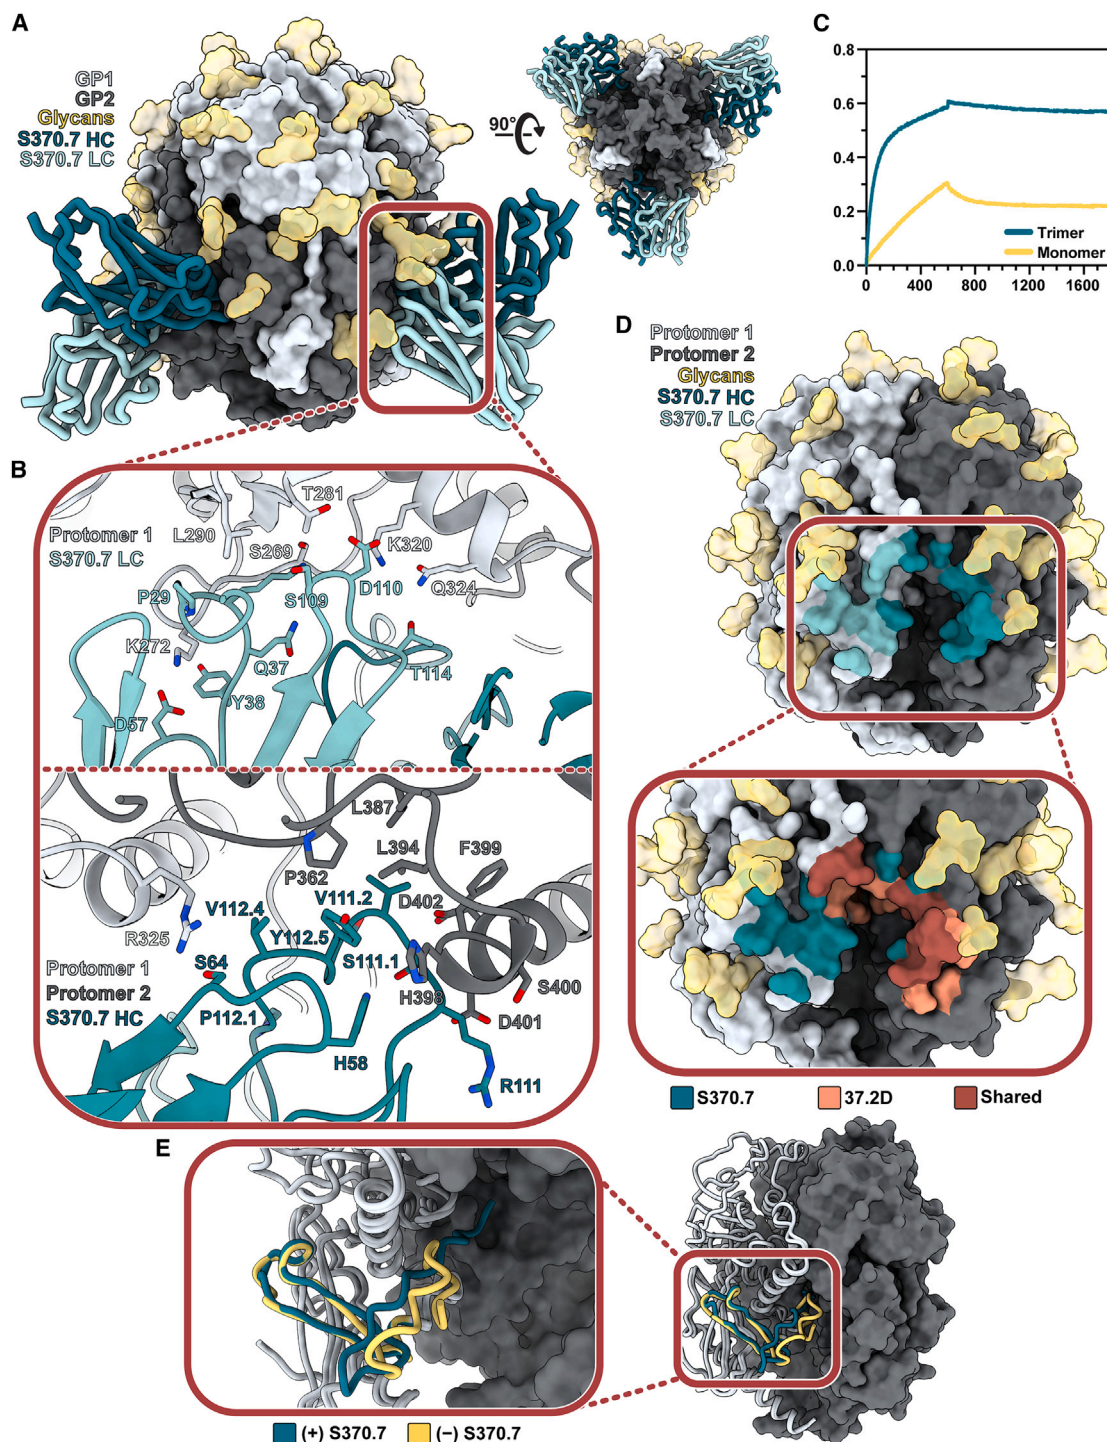 A
GP1
GP2
Glycans
S370.7 HC
S370.7 LC
90°
C
0.8
0.6
0.4
0.2
0.0
Trimer
Monomer
0 400 800 1200 1600
D
Protomer 1
Protomer 2
Glycans
S370.7 HC
S370.7 LC
B
T281
Protomer 1
S370.7 LC
L290
S269
K320
P29
S109
D110
Q324
K272
Q37
T114
Y38
D57
L387
L394
F399
P362
V111.2
D402
V112.4
Y112.5
R325
S111.1
S64
H398
S400
Protomer 1
Protomer 2
S370.7 HC
P112.1
D401
H58
R111
S370.7
37.2D
Shared
E
(+) S370.7
(−) S370.7